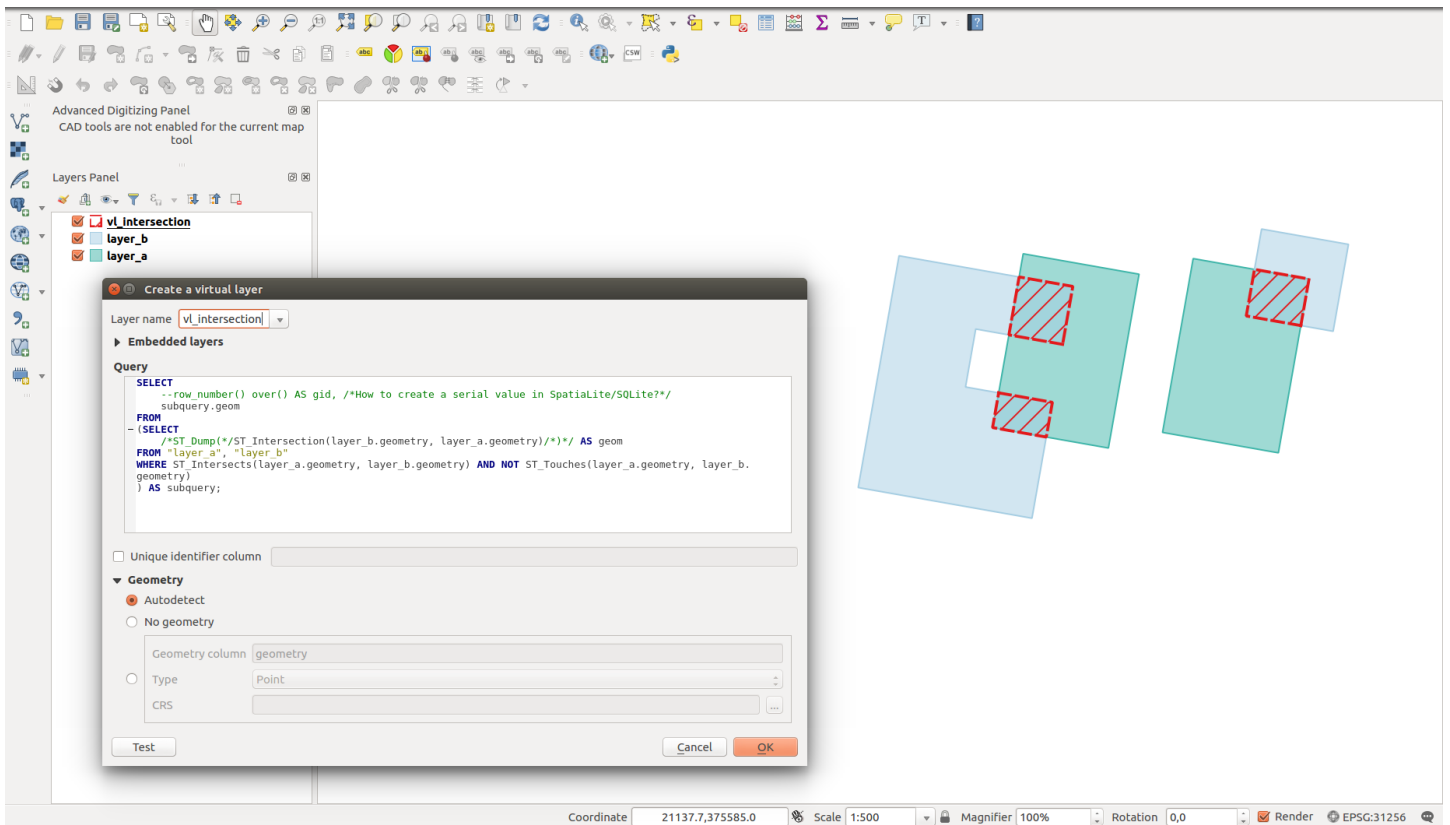 Advanced Digitizing Panel
CAD tools are not enabled for the current map
tool
Layers Panel
vl_intersection
layer_b
layer_a
Create a virtual layer
Layer name vl_intersection
Embedded layers
Query
SELECT
--row_number() over() AS gid, /*How to create a serial value in SpatiaLite/SQLite?*/
subquery.geom
FROM
(SELECT
/*ST_Dump(*/ST_Intersection(layer_b.geometry, layer_a.geometry)/*)*/ AS geom
FROM "layer_a", "layer_b"
WHERE ST_Intersects(layer_a.geometry, layer_b.geometry) AND NOT ST_Touches(layer_a.geometry, layer_b.
geometry)
) AS subquery;
Unique identifier column
Geometry
Autodetect
No geometry
Geometry column geometry
Type Point
CRS ...
Test Cancel OK
Coordinate 21137.7,375585.0 Scale 1:500 Magnifier 100% Rotation 0,0 Render EPSG:31256